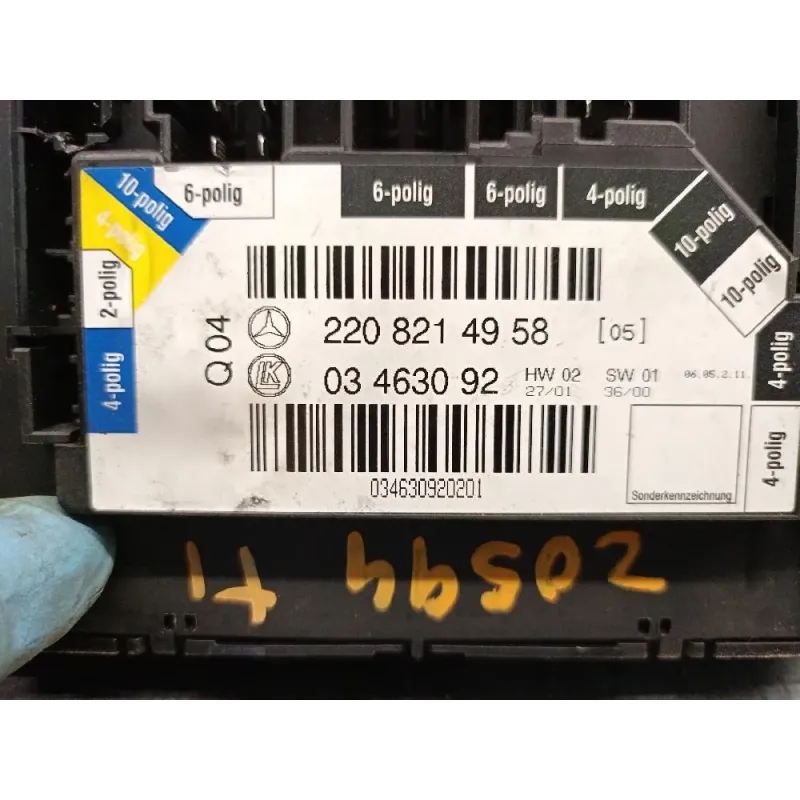 10-polig
6-polig
6-polig
6-polig
4-polig
4-polig
10-polig
2-polig
10-polig
4-polig
4-polig
4-polig
Q 04
220 821 49 58 [05]
LK 03 4630 92 HW 02 SW 01 06.05.2.11.
27/01 36/00
034630920201
Sonderkennzeichnung
20594